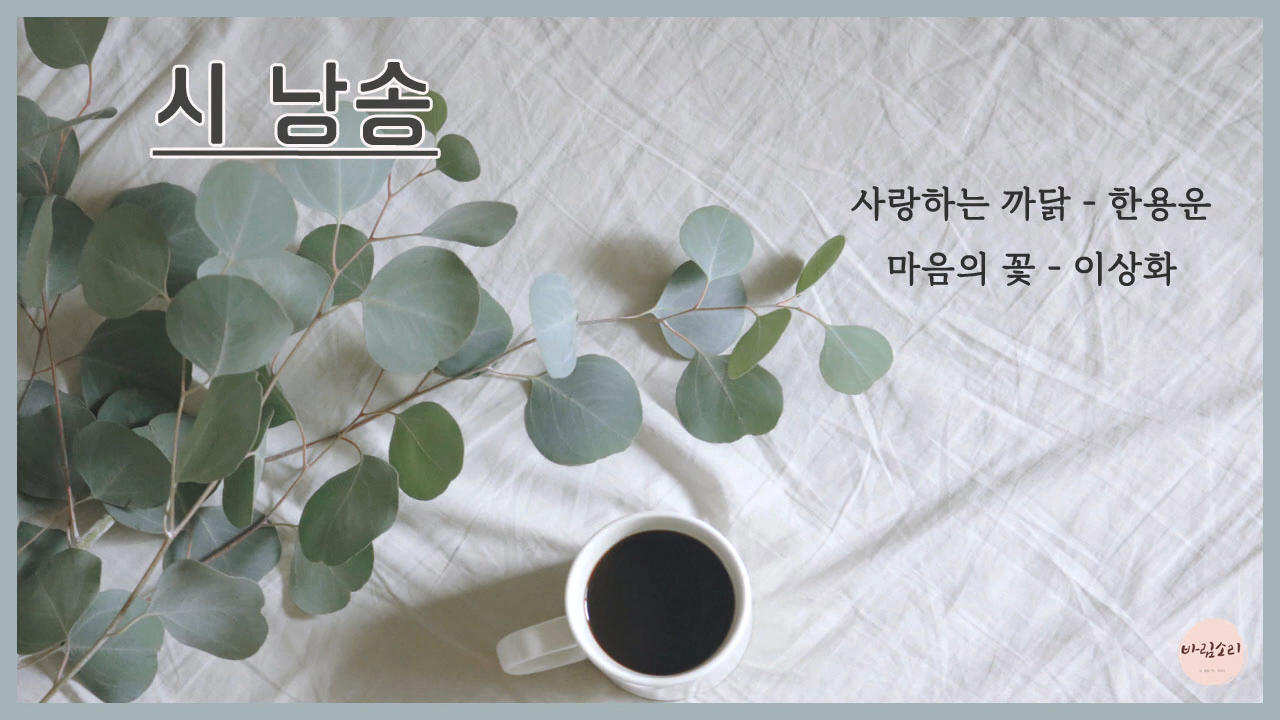 시 낭송
사랑하는 까닭 - 한용운
마음의 꽃 - 이상화
바림소리